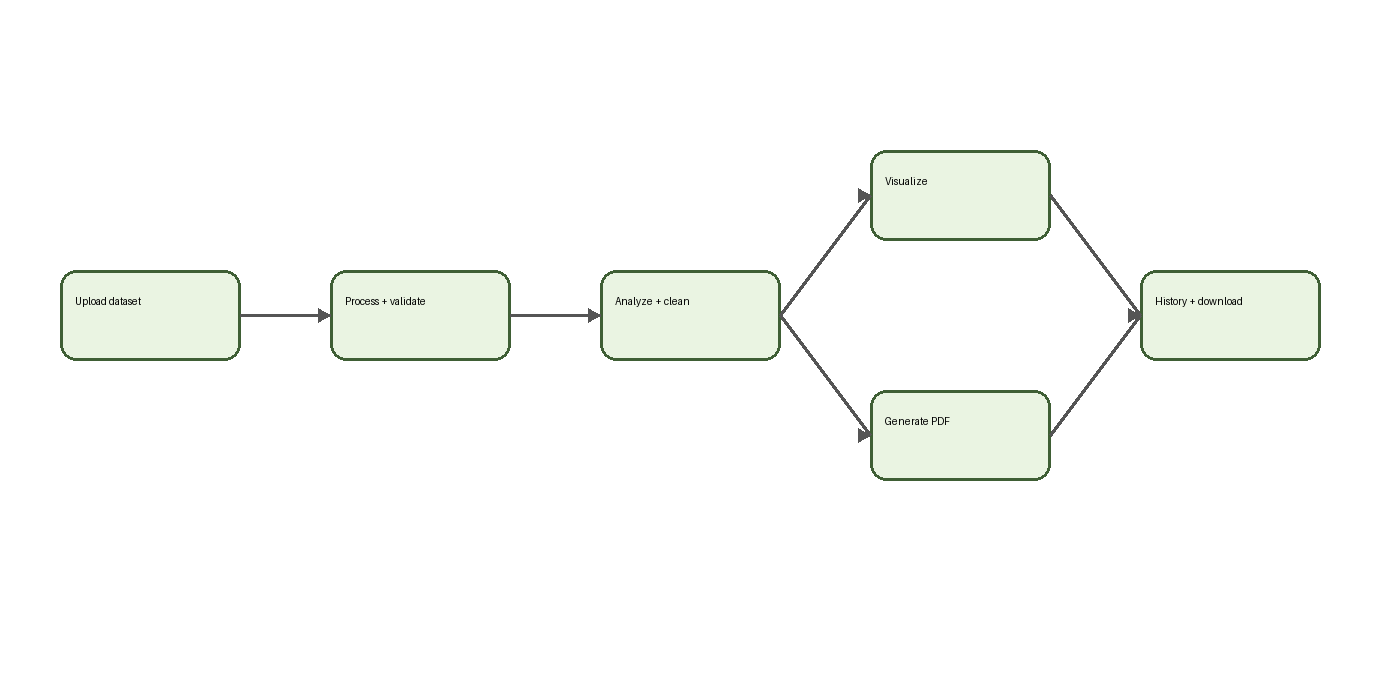 Upload dataset
Process + validate
Analyze + clean
Visualize
Generate PDF
History + download